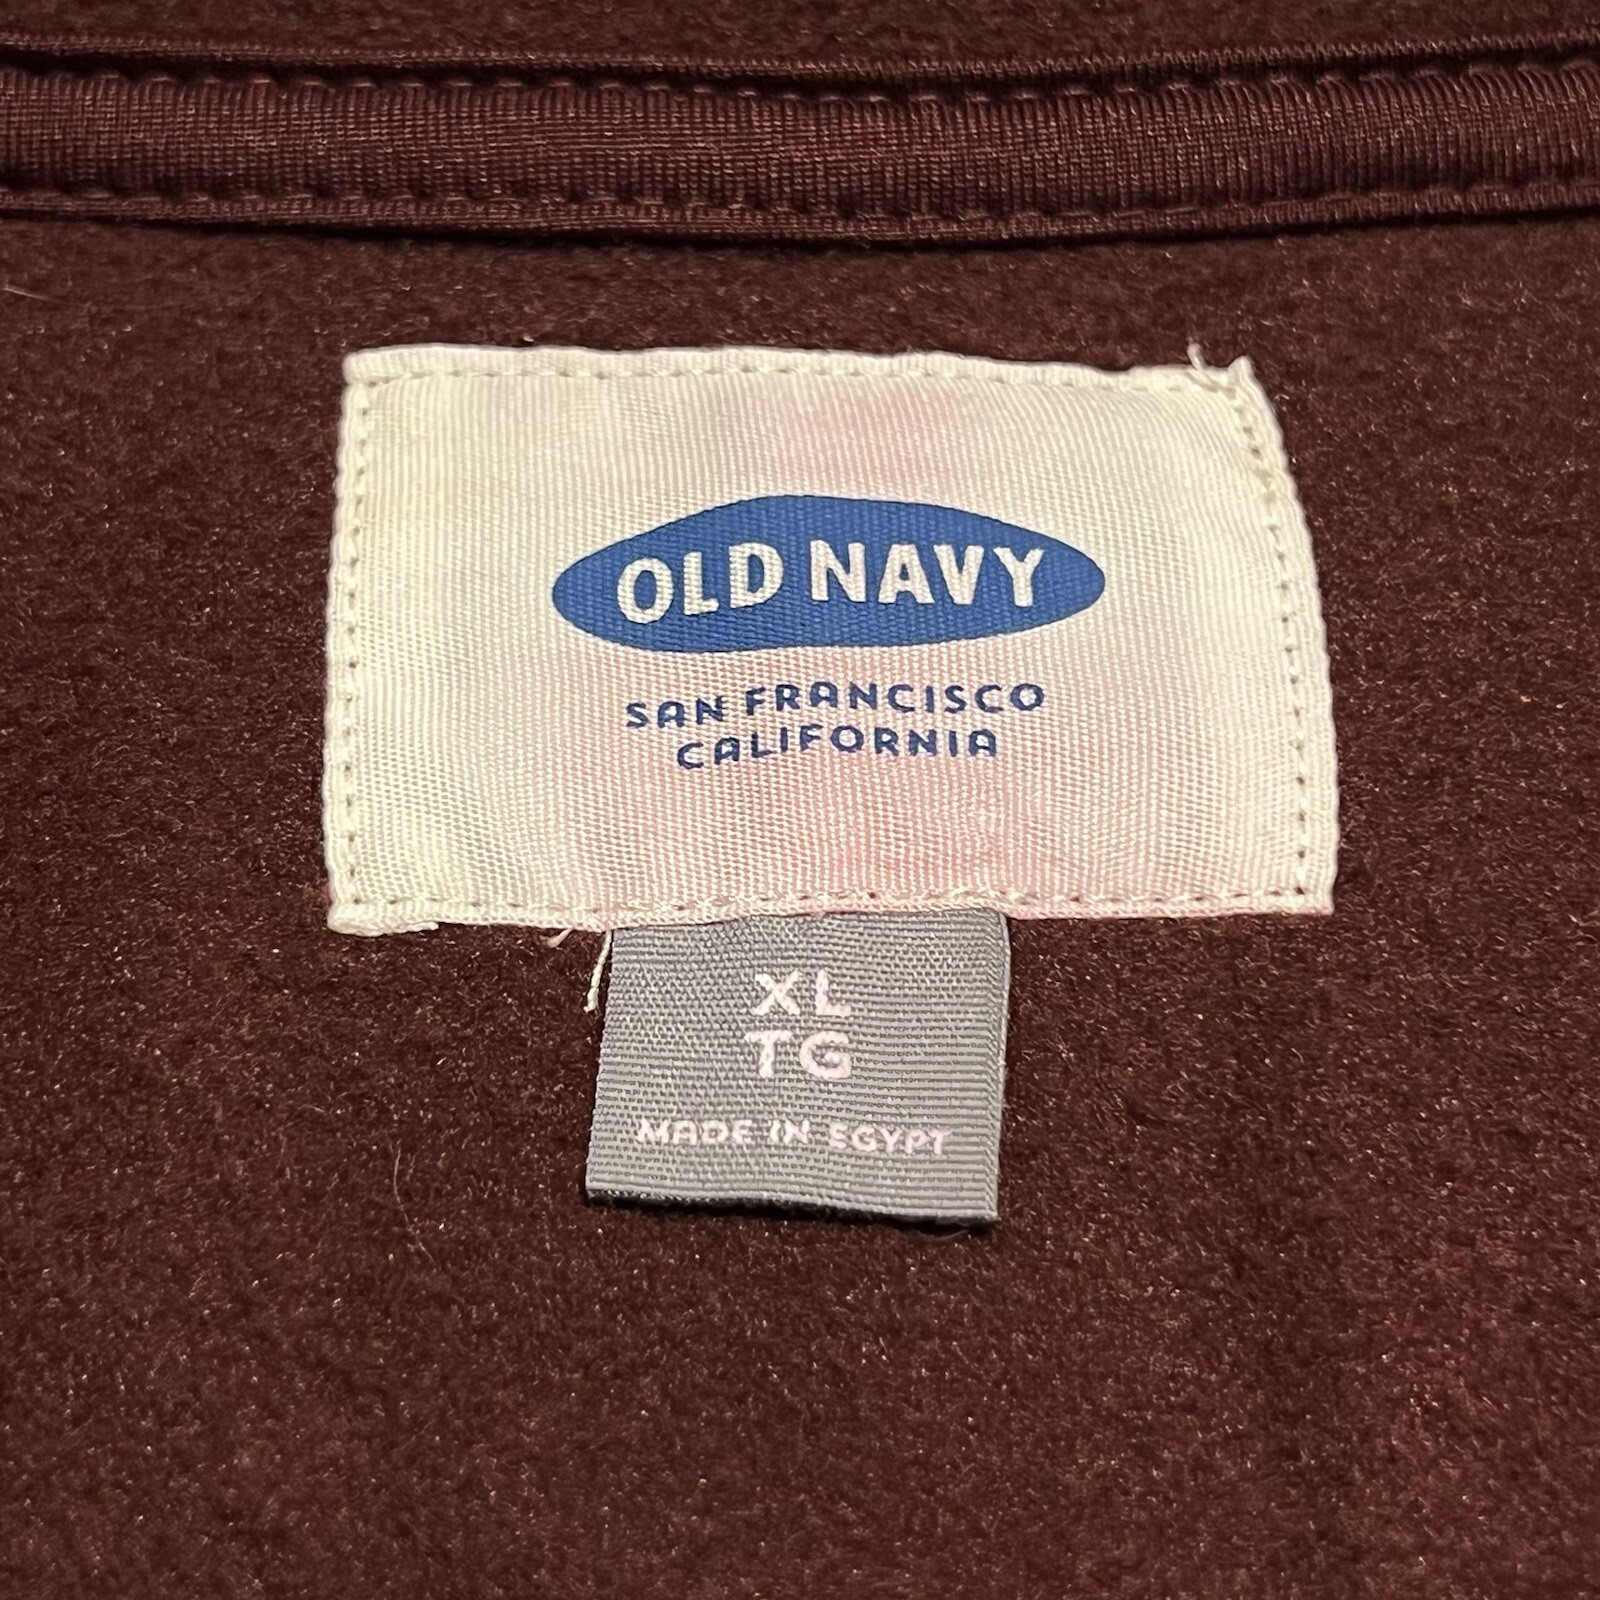 OLD NAVY
SAN FRANCISCO
CALIFORNIA
XL
TG
MADE IN EGYPT